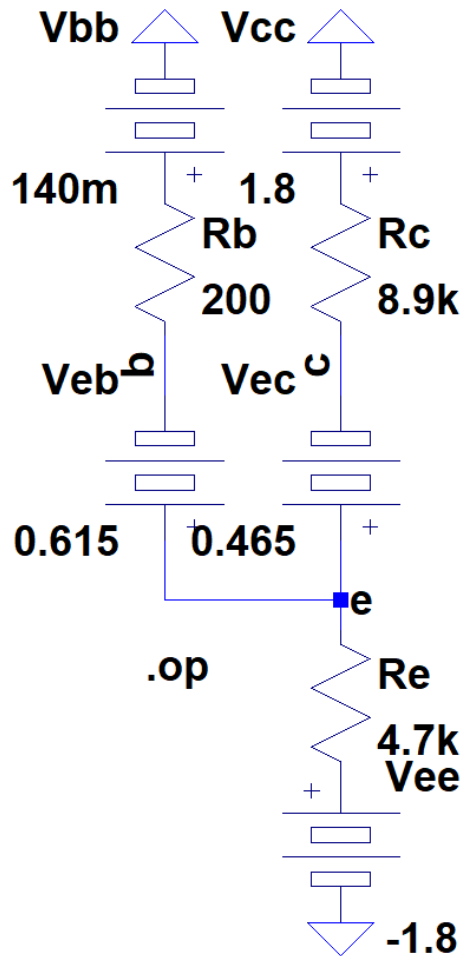 Vbb Vcc
+ +
140m 1.8
Rb Rc
200 8.9k
b c
Veb Vec
+ +
0.615 0.465
e
.op Re
4.7k
Vee
+
-1.8